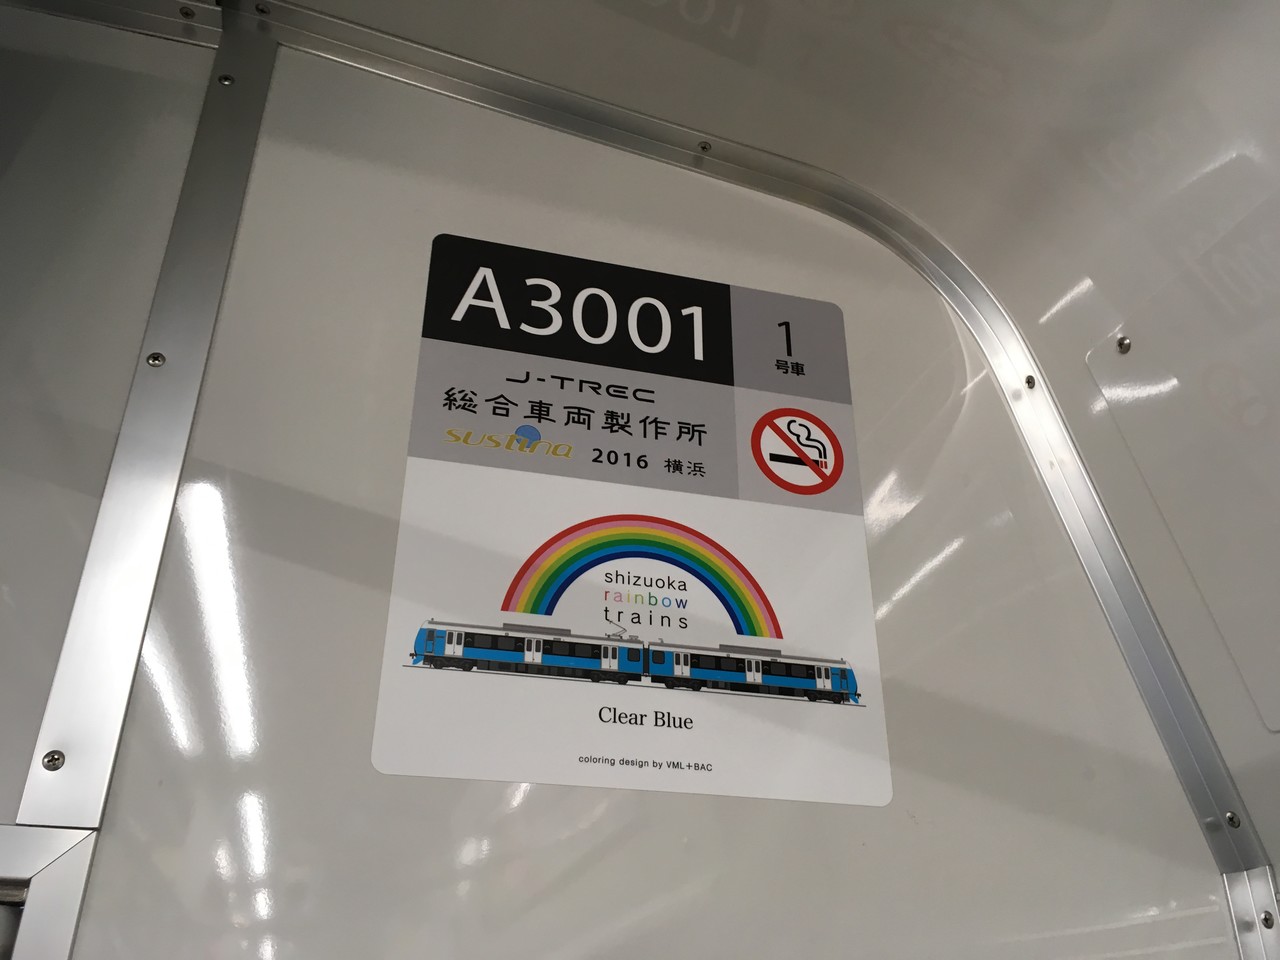 A3001
1
号車
J-TREC
総合車両製作所
sustina 2016 横浜
shizuoka
rainbow
trains
Clear Blue
coloring design by VML+BAC